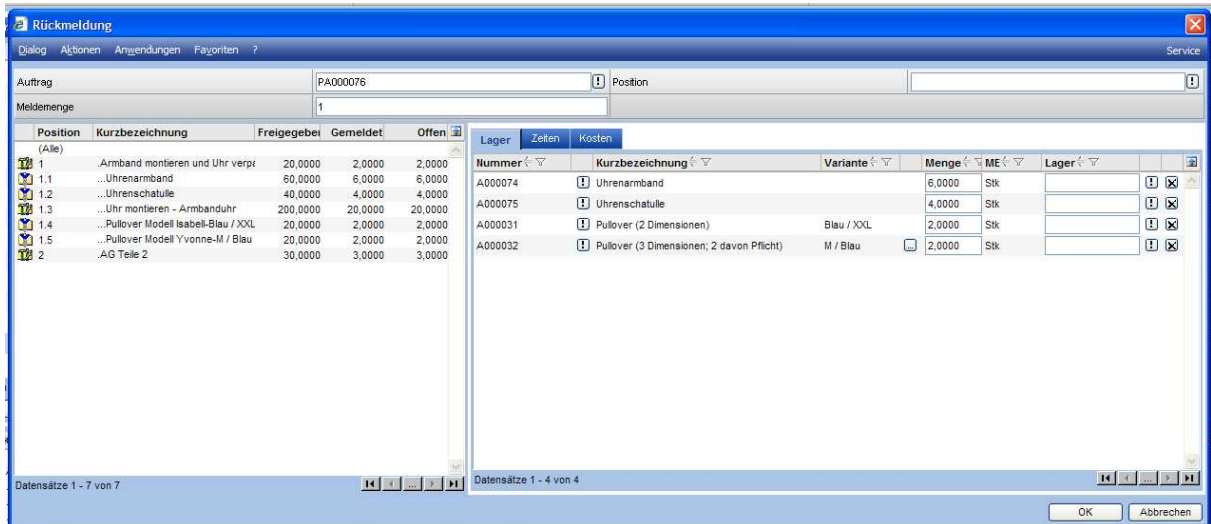 Rückmeldung
Dialog Aktionen Anwendungen Favoriten ? Service
Auftrag PA000076 Position
Meldemenge 1
Position Kurzbezeichnung Freigegeber Gemeldet Offen
(Alle)
1 .Armband montieren und Uhr verpa 20,0000 2,0000 2,0000
1.1 ...Uhrenarmband 60,0000 6,0000 6,0000
1.2 ...Uhrenschatulle 40,0000 4,0000 4,0000
1.3 ...Uhr montieren - Armbanduhr 200,0000 20,0000 20,0000
1.4 ...Pullover Modell Isabell-Blau / XXL 20,0000 2,0000 2,0000
1.5 ...Pullover Modell Yvonne-M / Blau 20,0000 2,0000 2,0000
2 .AG Teile 2 30,0000 3,0000 3,0000
Datensätze 1 - 7 von 7
Lager Zeiten Kosten
Nummer Kurzbezeichnung Variante Menge ME Lager
A000074 Uhrenarmband 6,0000 Stk
A000075 Uhrenschatulle 4,0000 Stk
A000031 Pullover (2 Dimensionen) Blau / XXL 2,0000 Stk
A000032 Pullover (3 Dimensionen; 2 davon Pflicht) M / Blau ... 2,0000 Stk
Datensätze 1 - 4 von 4
OK Abbrechen